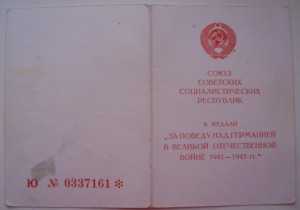 Ю № 0337161 *
СОЮЗ
СОВЕТСКИХ
СОЦИАЛИСТИЧЕСКИХ
РЕСПУБЛИК
К МЕДАЛИ
„ЗА ПОБЕДУ НАД ГЕРМАНИЕЙ
В ВЕЛИКОЙ ОТЕЧЕСТВЕННОЙ
ВОЙНЕ 1941—1945 гг.“